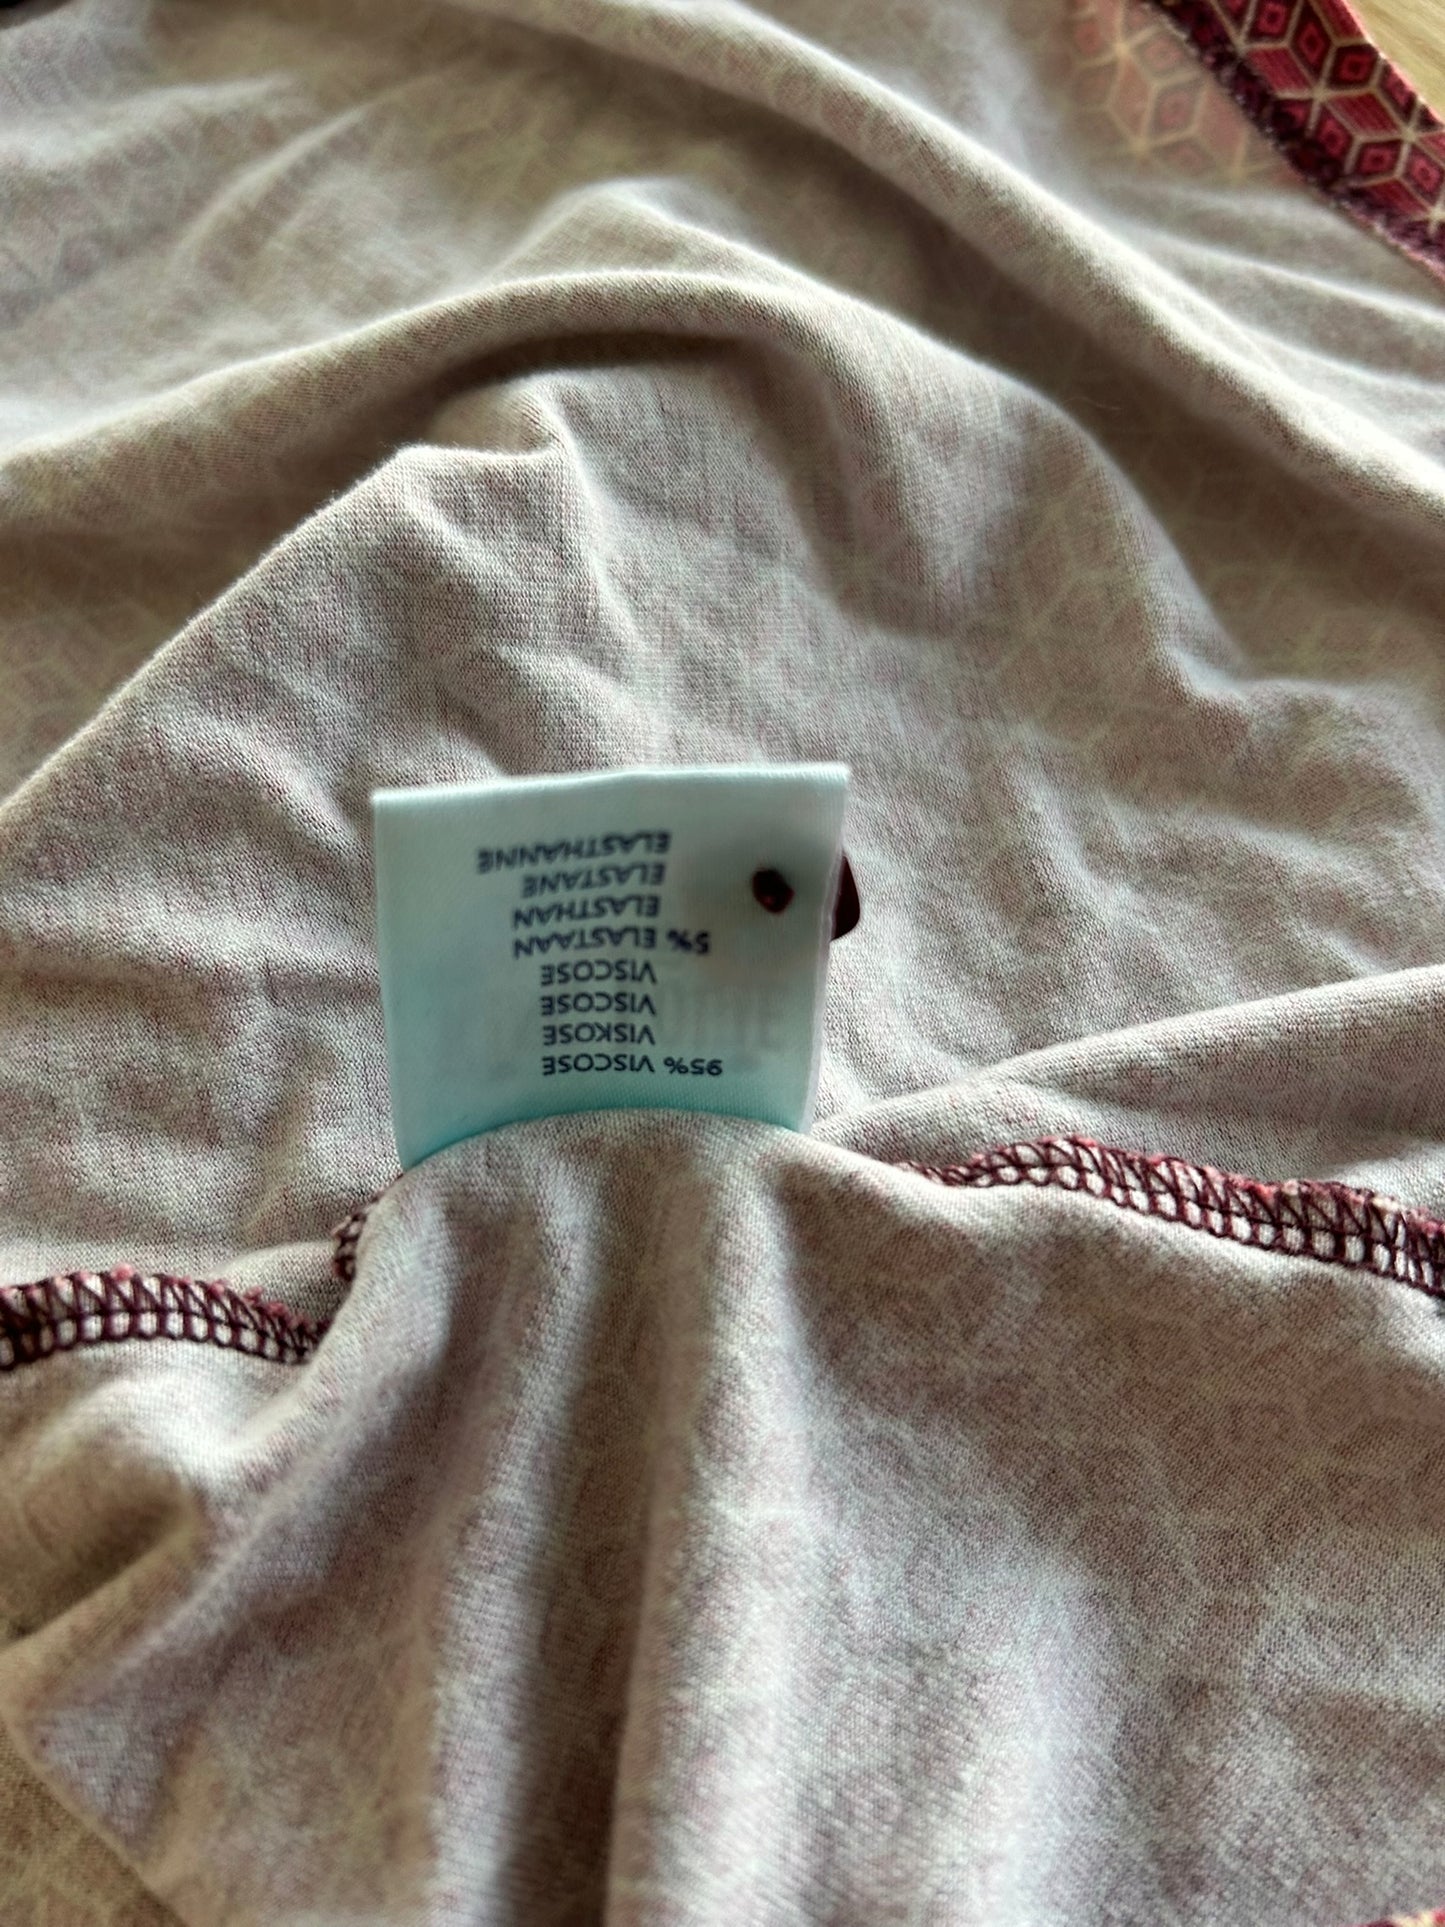 95% VISCOSE
VISKOSE
VISCOSE
VISCOSE
5% ELASTAAN
ELASTHAN
ELASTANE
ELASTHANNE